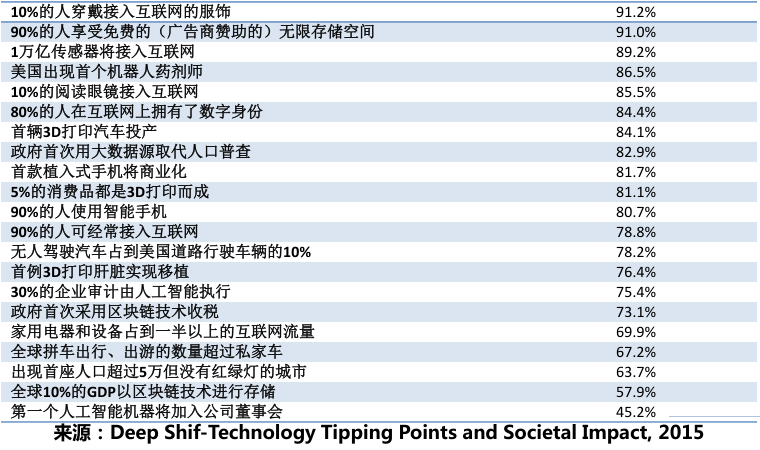 10%的人穿戴接入互联网的服饰 91.2%
90%的人享受免费的（广告商赞助的）无限存储空间 91.0%
1万亿传感器将接入互联网 89.2%
美国出现首个机器人药剂师 86.5%
10%的阅读眼镜接入互联网 85.5%
80%的人在互联网上拥有了数字身份 84.4%
首辆3D打印汽车投产 84.1%
政府首次用大数据源取代人口普查 82.9%
首款植入式手机将商业化 81.7%
5%的消费品都是3D打印而成 81.1%
90%的人使用智能手机 80.7%
90%的人可经常接入互联网 78.8%
无人驾驶汽车占到美国道路行驶车辆的10% 78.2%
首例3D打印肝脏实现移植 76.4%
30%的企业审计由人工智能执行 75.4%
政府首次采用区块链技术收税 73.1%
家用电器和设备占到一半以上的互联网流量 69.9%
全球拼车出行、出游的数量超过私家车 67.2%
出现首座人口超过5万但没有红绿灯的城市 63.7%
全球10%的GDP以区块链技术进行存储 57.9%
第一个人工智能机器将加入公司董事会 45.2%
来源：Deep Shif-Technology Tipping Points and Societal Impact, 2015